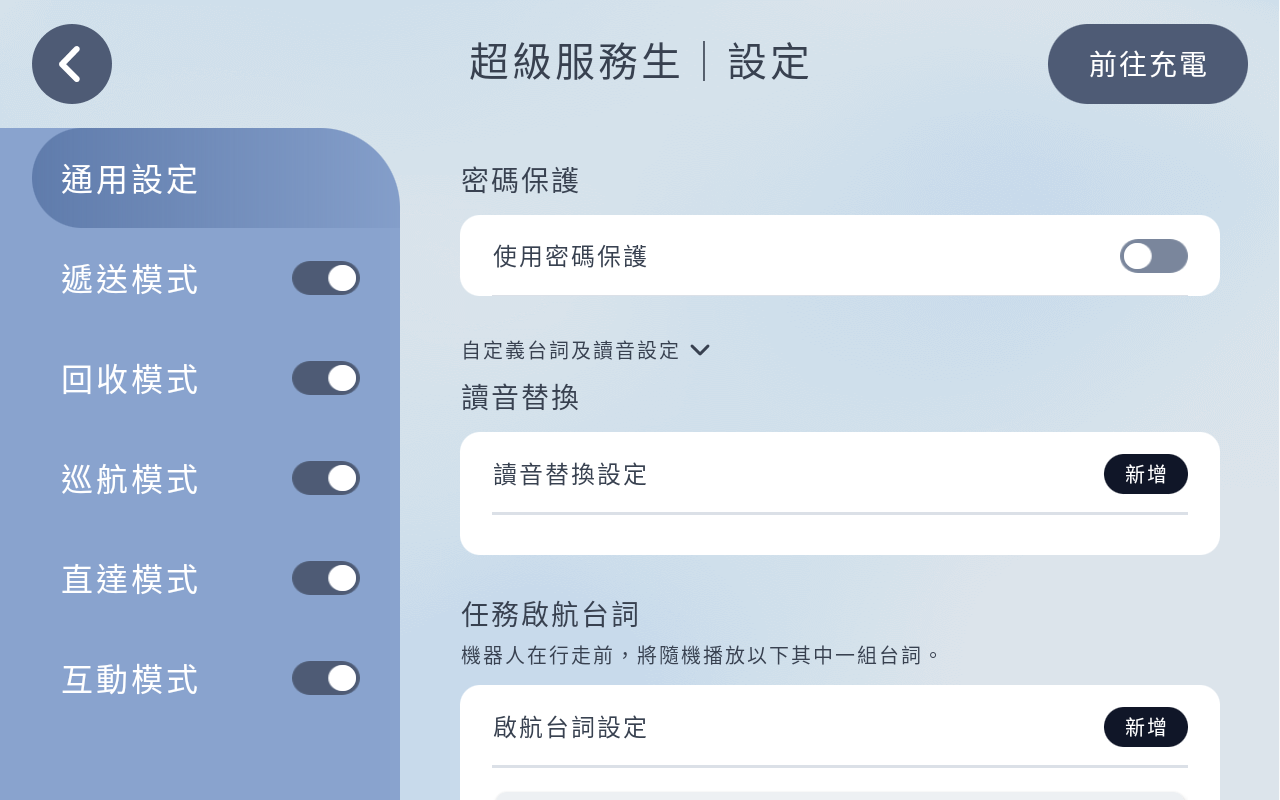 超級服務生｜設定
前往充電
通用設定
遞送模式
回收模式
巡航模式
直達模式
互動模式
密碼保護
使用密碼保護
自定義台詞及讀音設定
讀音替換
讀音替換設定
新增
任務啟航台詞
機器人在行走前，將隨機播放以下其中一組台詞。
啟航台詞設定
新增